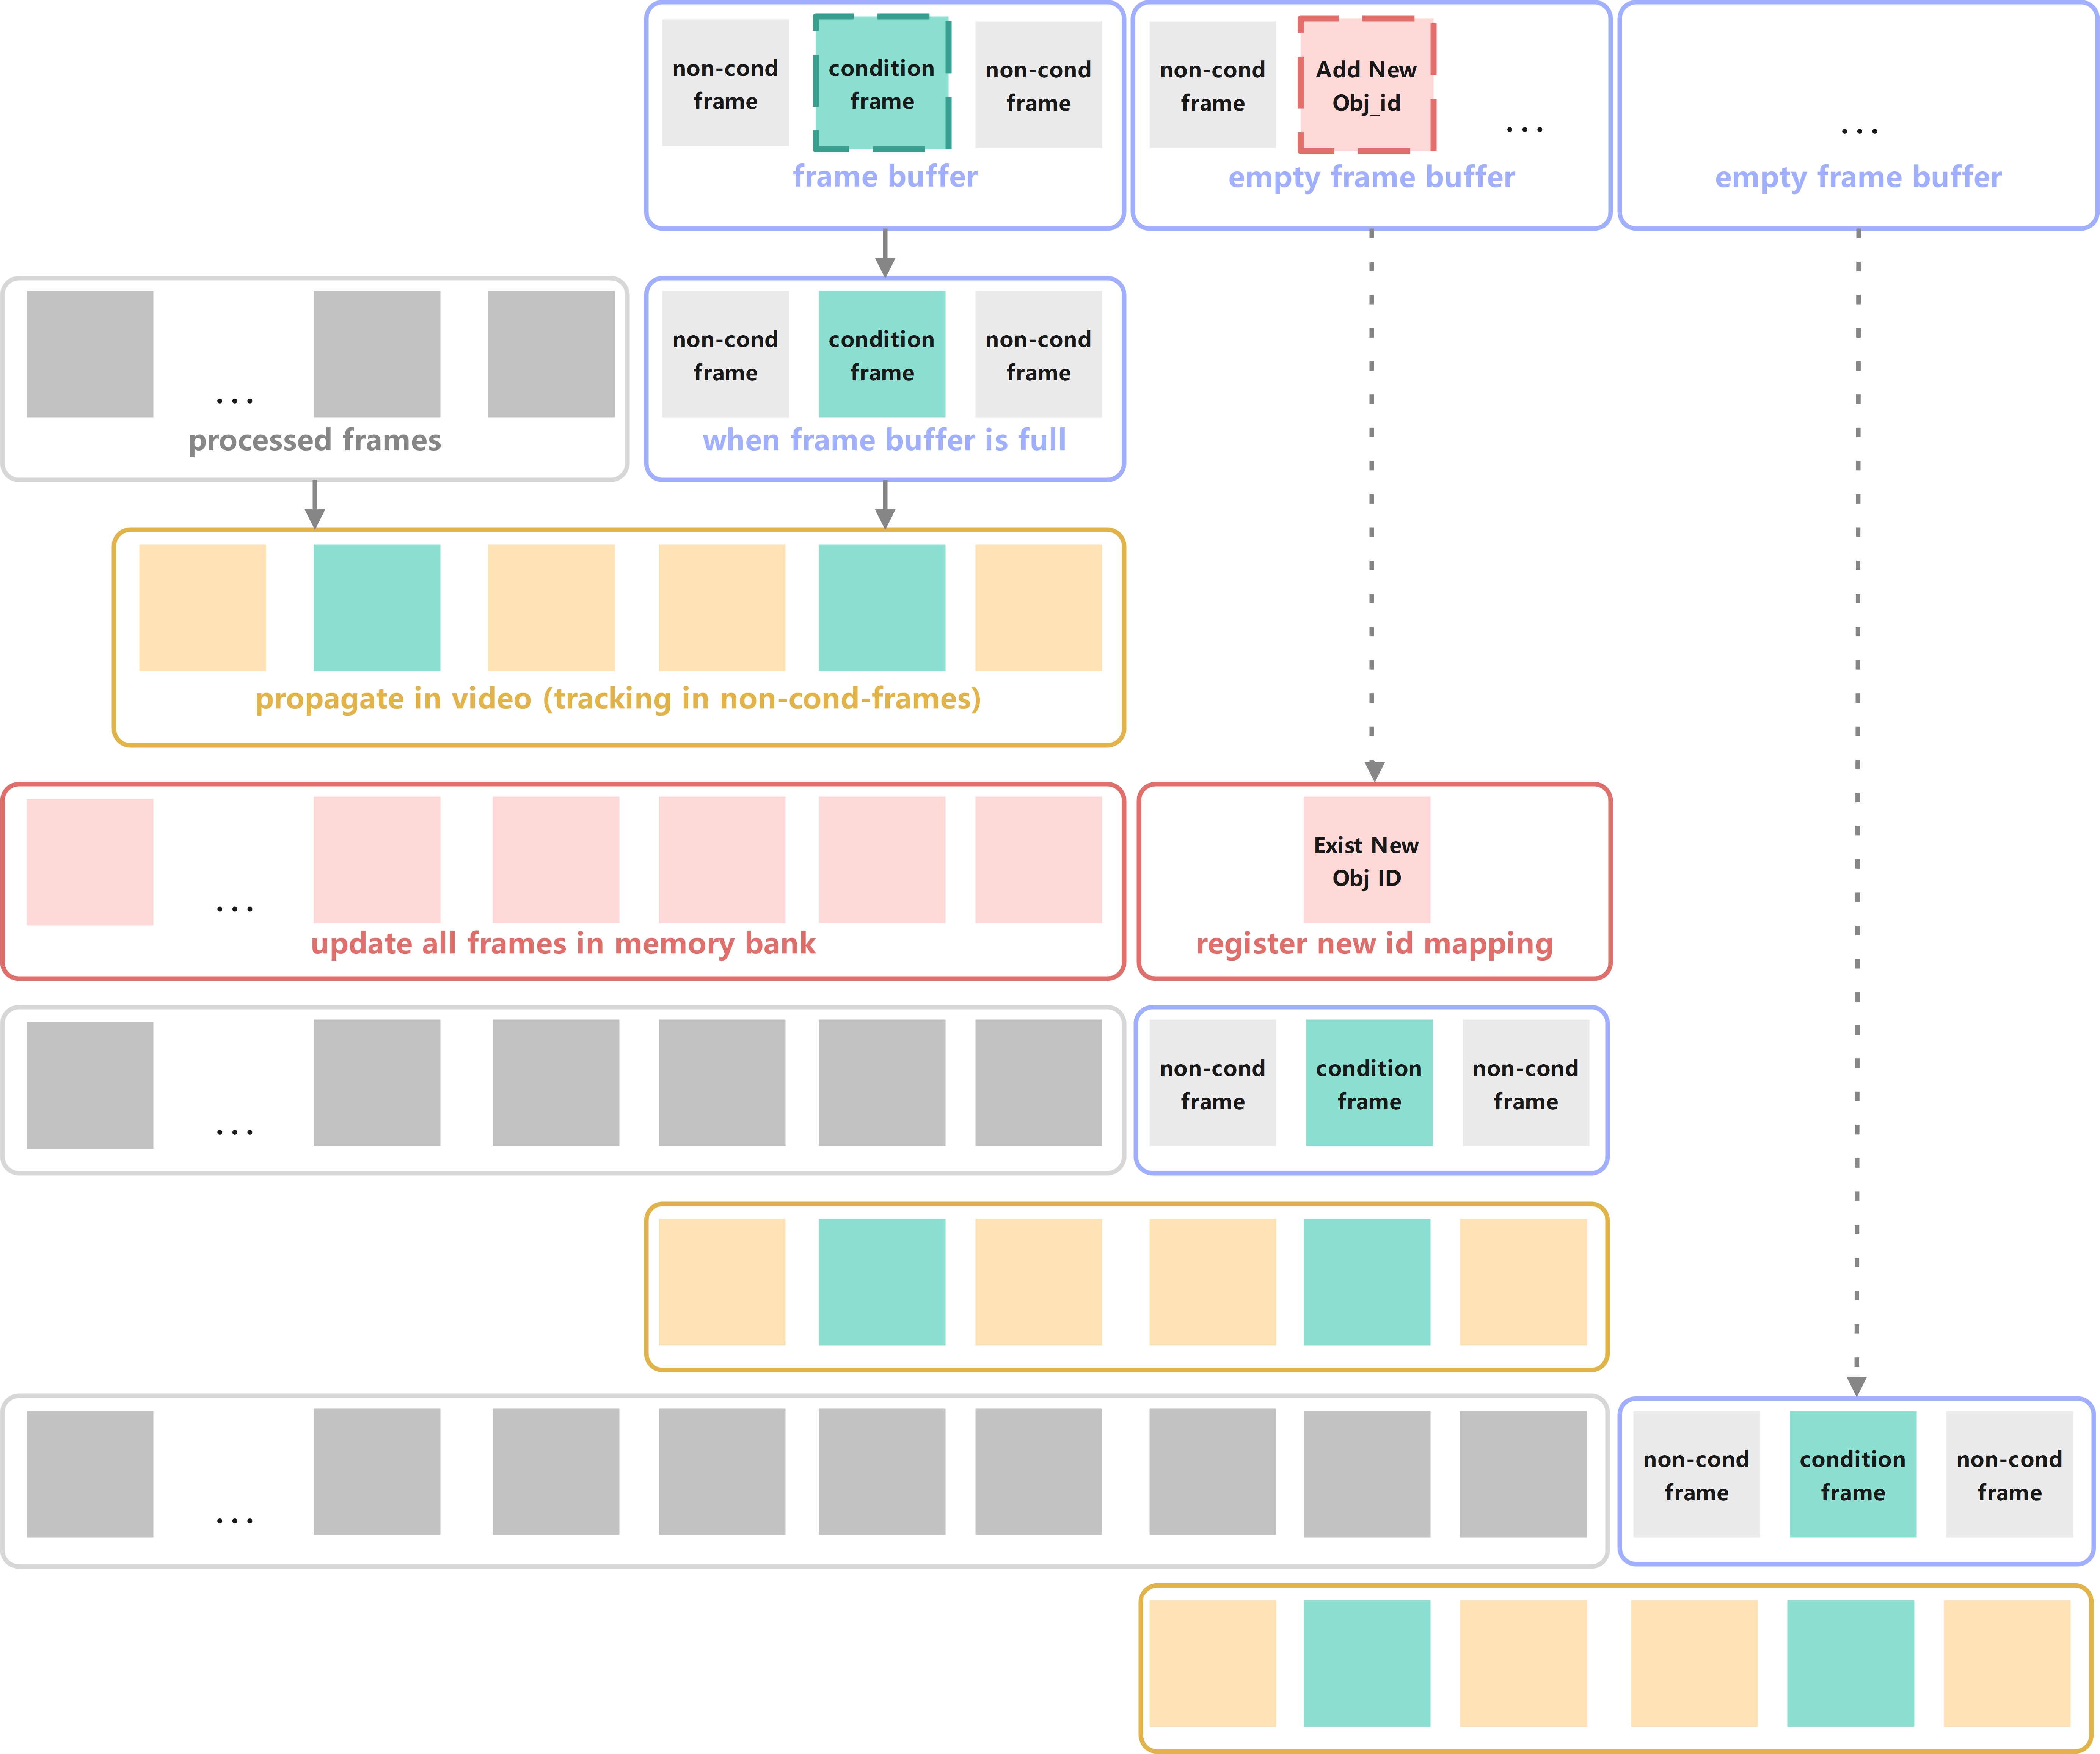 non-cond
frame
condition
frame
non-cond
frame
frame buffer
non-cond
frame
Add New
Obj_id
...
empty frame buffer
...
empty frame buffer
...
processed frames
non-cond
frame
condition
frame
non-cond
frame
when frame buffer is full
propagate in video (tracking in non-cond-frames)
...
update all frames in memory bank
Exist New
Obj ID
register new id mapping
...
non-cond
frame
condition
frame
non-cond
frame
...
non-cond
frame
condition
frame
non-cond
frame